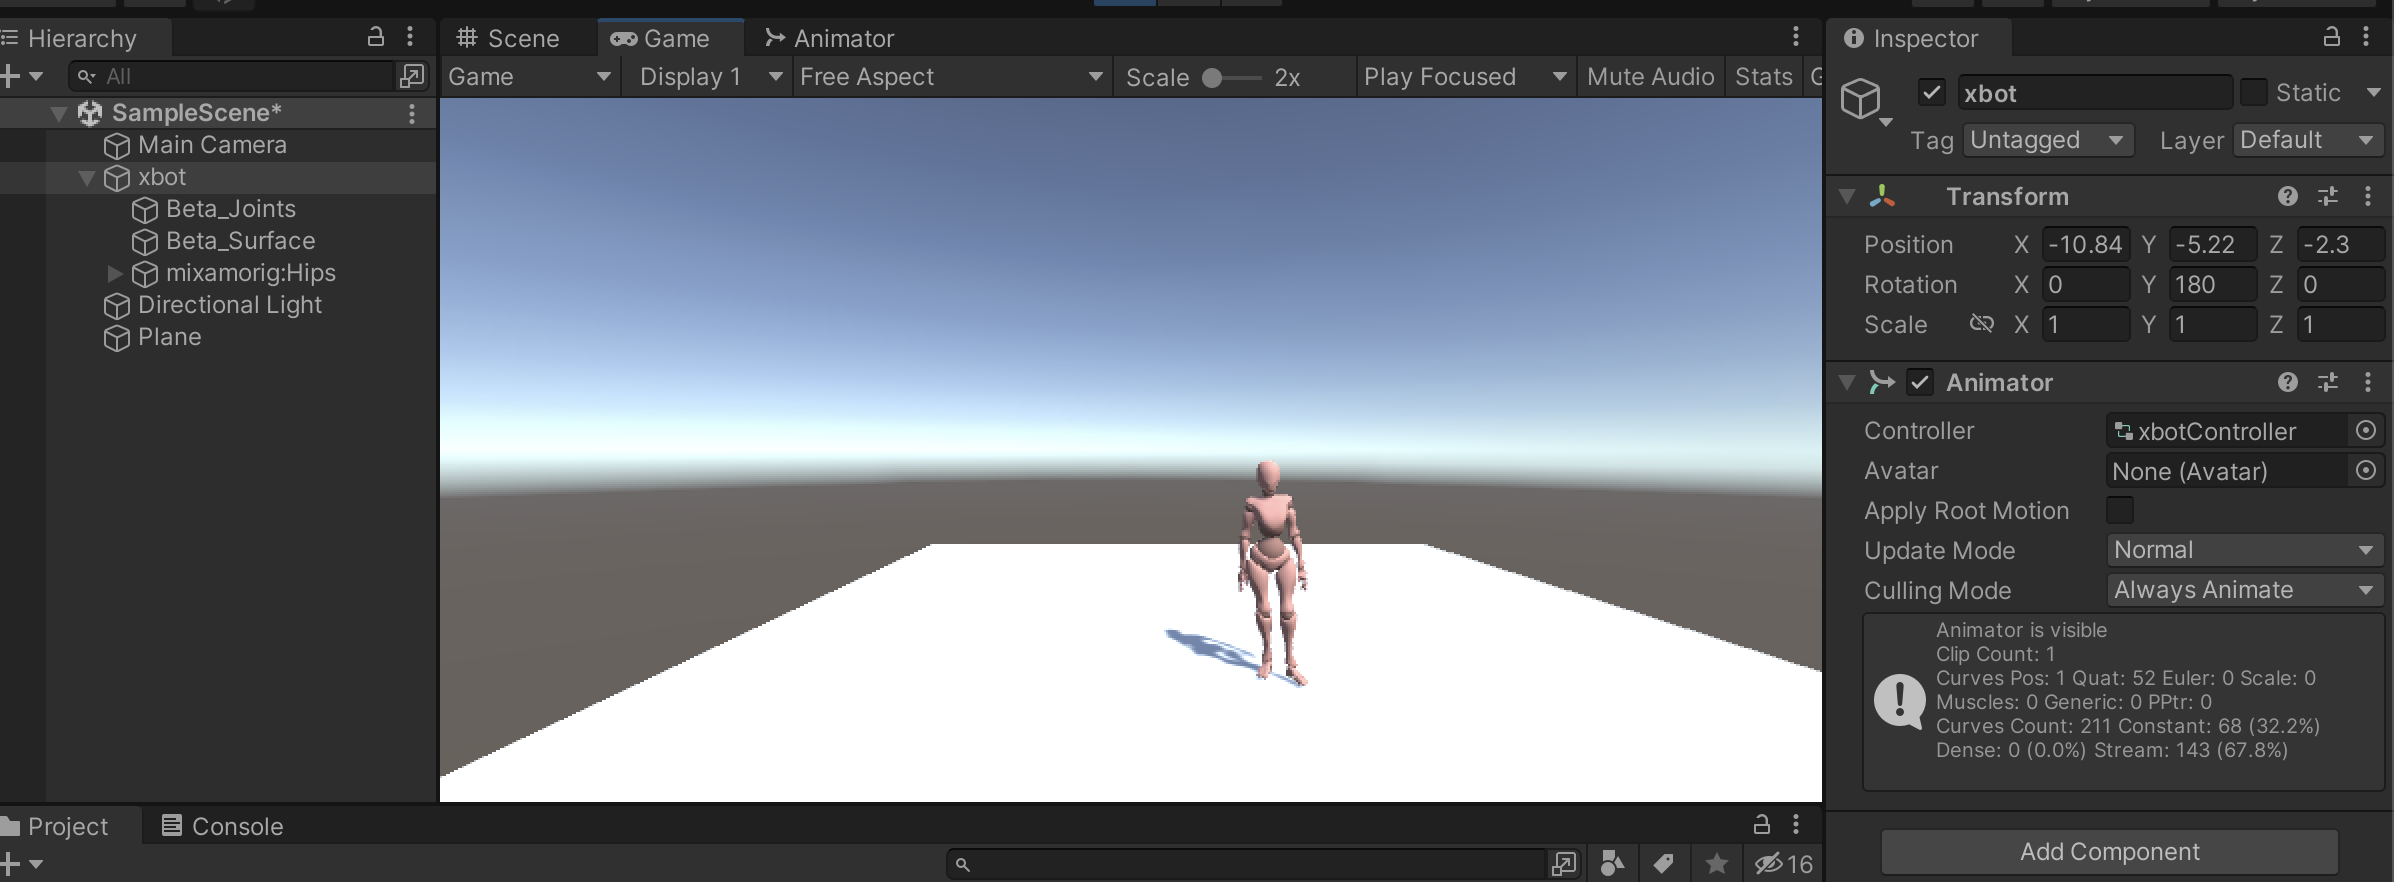 Hierarchy
All
SampleScene*
Main Camera
xbot
Beta_Joints
Beta_Surface
mixamorig:Hips
Directional Light
Plane
Scene Game Animator
Game Display 1 Free Aspect Scale 2x Play Focused Mute Audio Stats G
Inspector
xbot Static
Tag Untagged Layer Default
Transform
Position X -10.84 Y -5.22 Z -2.3
Rotation X 0 Y 180 Z 0
Scale X 1 Y 1 Z 1
Animator
Controller xbotController
Avatar None (Avatar)
Apply Root Motion
Update Mode Normal
Culling Mode Always Animate
Animator is visible
Clip Count: 1
Curves Pos: 1 Quat: 52 Euler: 0 Scale: 0
Muscles: 0 Generic: 0 PPtr: 0
Curves Count: 211 Constant: 68 (32.2%)
Dense: 0 (0.0%) Stream: 143 (67.8%)
Add Component
Project Console
16